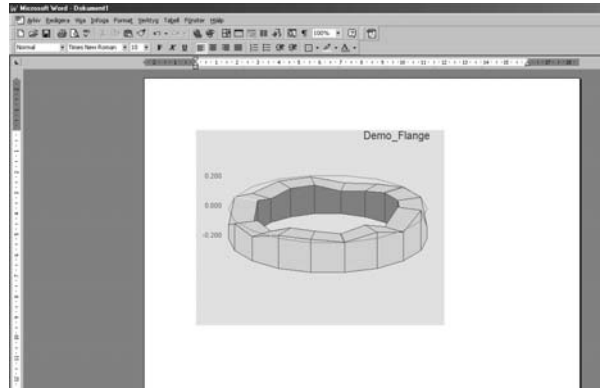 Microsoft Word - Dokument1
Arkiv Redigera Visa Infoga Format Verktyg Tabell Fönster Hjälp
100%
Normal Times New Roman 10 F K U
Demo_Flange
0.200
0.000
-0.200